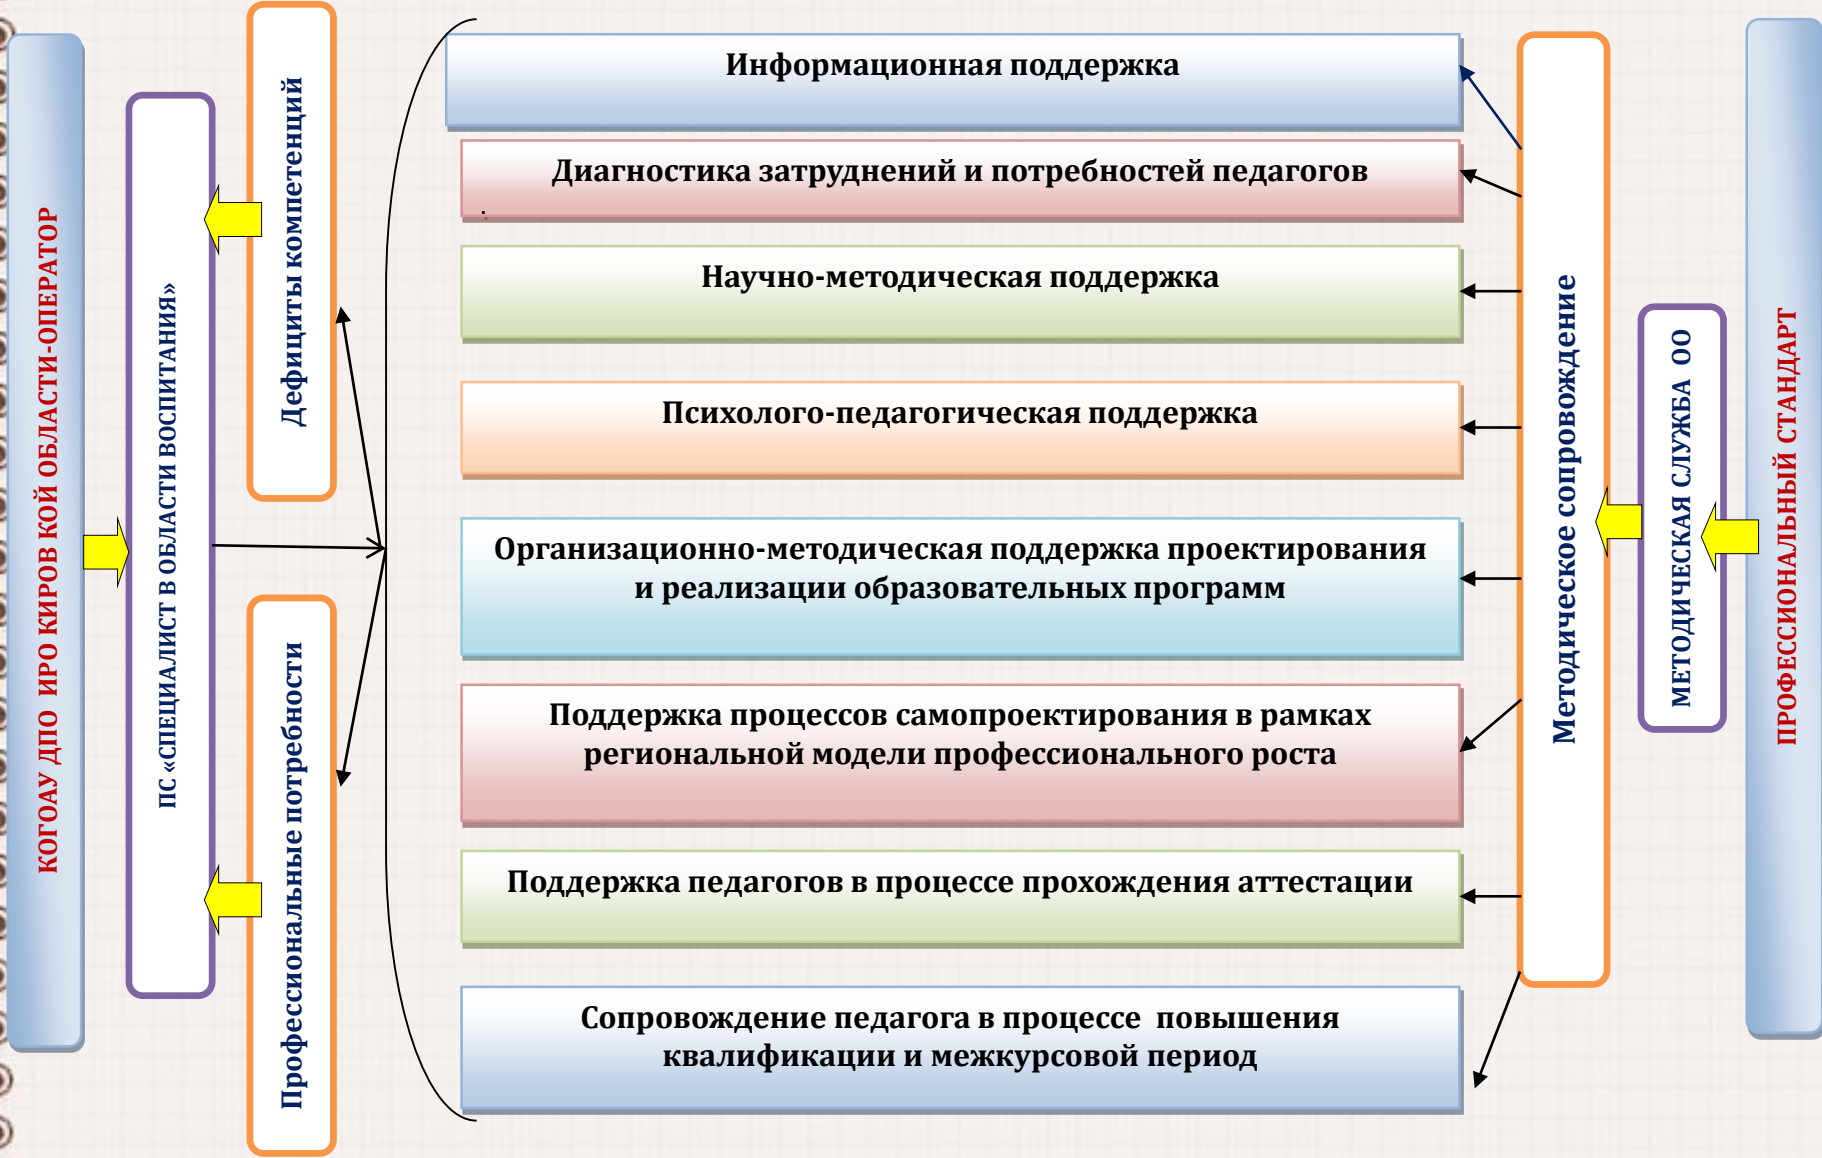 КОГОАУ ДПО  ИРО КИРОВ КОЙ ОБЛАСТИ-ОПЕРАТОР
ПС «СПЕЦИАЛИСТ В ОБЛАСТИ ВОСПИТАНИЯ»
Дефициты компетенций
Профессиональные потребности
Информационная поддержка
Диагностика затруднений и потребностей педагогов
.
Научно-методическая поддержка
Психолого-педагогическая поддержка
Организационно-методическая поддержка проектирования
и реализации образовательных программ
Поддержка процессов самопроектирования в рамках
региональной модели профессионального роста
Поддержка педагогов в процессе прохождения аттестации
Сопровождение педагога в процессе  повышения
квалификации и межкурсовой период
Методическое сопровождение
МЕТОДИЧЕСКАЯ СЛУЖБА  ОО
ПРОФЕССИОНАЛЬНЫЙ СТАНДАРТ